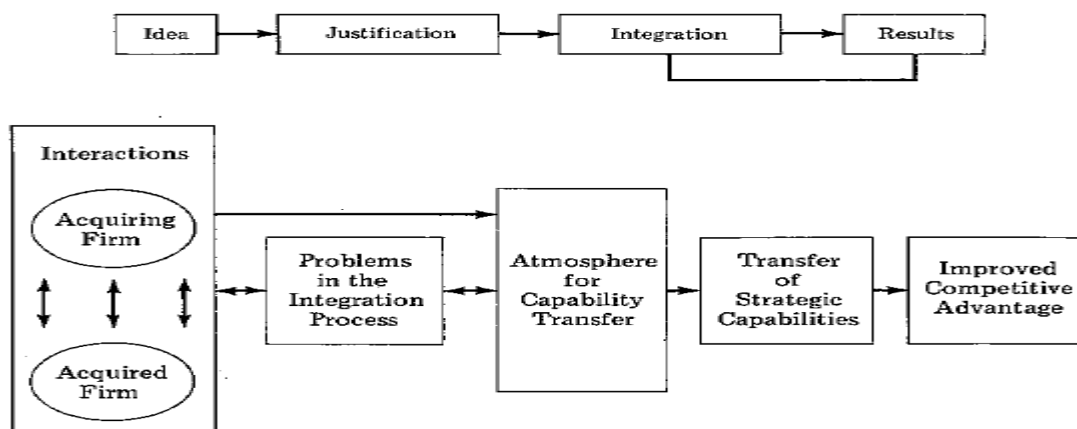 Idea
Justification
Integration
Results
Interactions
Acquiring
Firm
Acquired
Firm
Problems
in the
Integration
Process
Atmosphere
for
Capability
Transfer
Transfer
of
Strategic
Capabilities
Improved
Competitive
Advantage